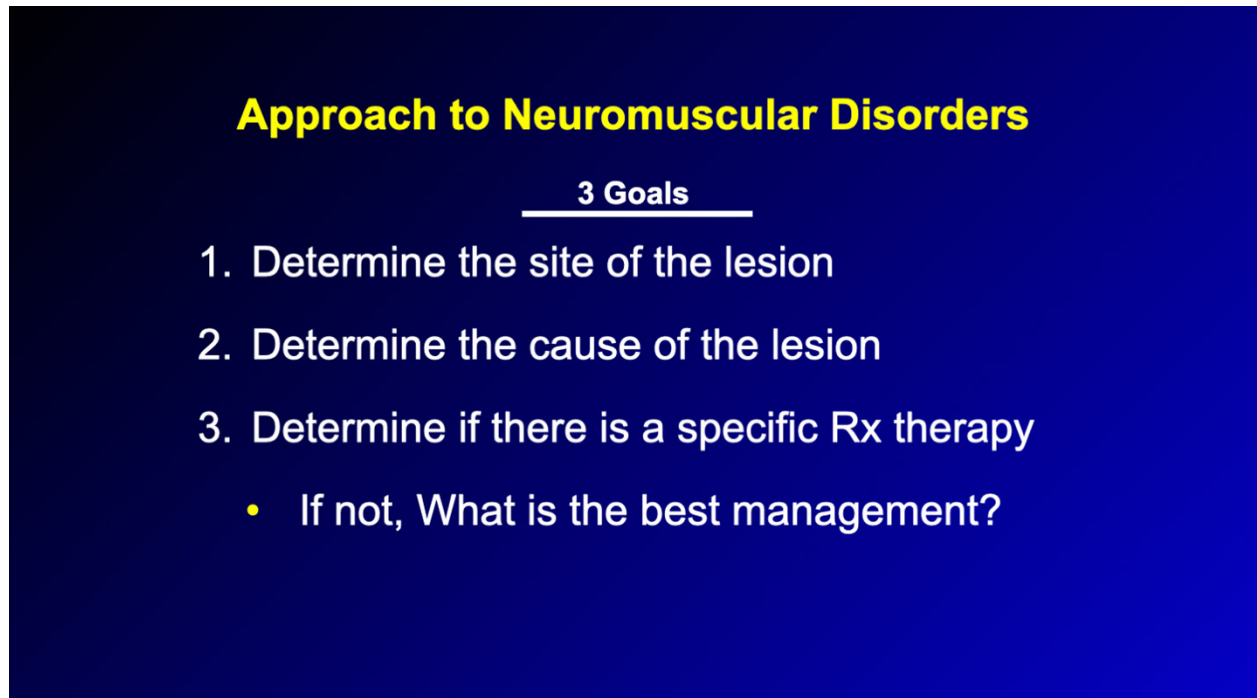 Approach to Neuromuscular Disorders
3 Goals
1. Determine the site of the lesion
2. Determine the cause of the lesion
3. Determine if there is a specific Rx therapy
• If not, What is the best management?